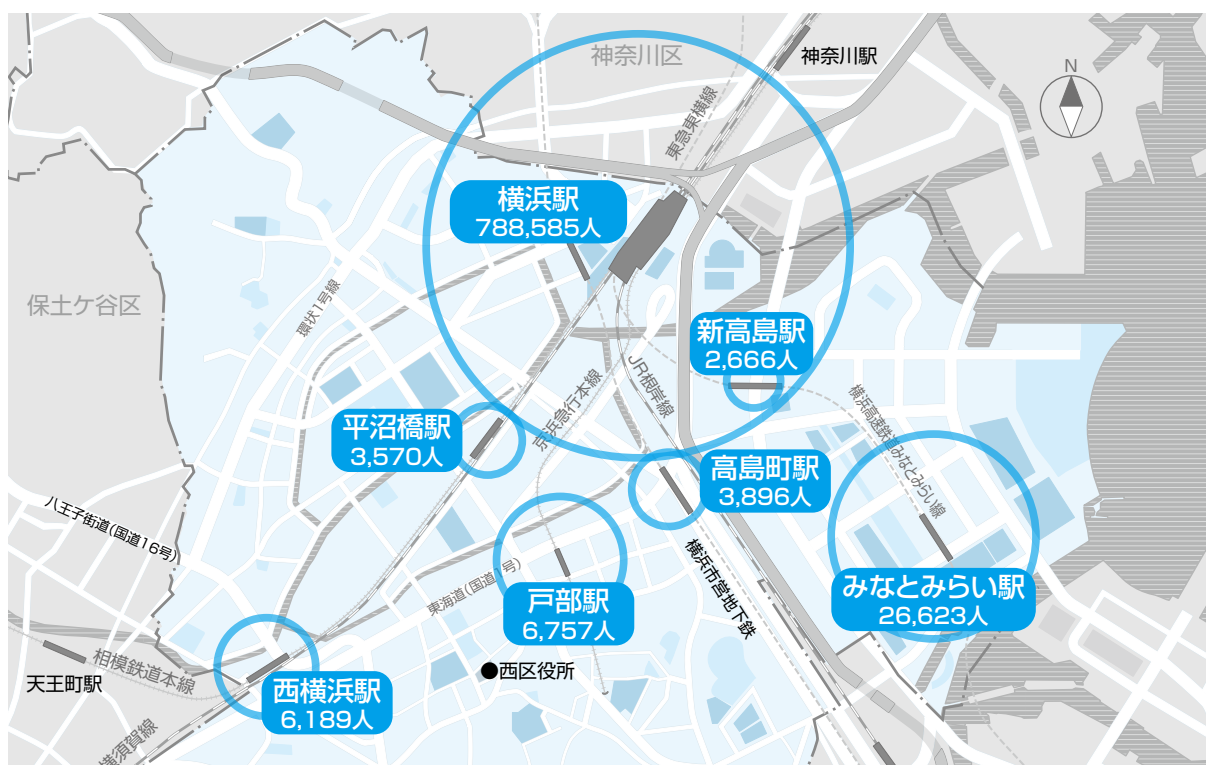 神奈川区
神奈川駅
N
東急東横線
横浜駅
788,585人
保土ケ谷区
環状1号線
新高島駅
2,666人
JR根岸線
京浜急行本線
横浜高速鉄道みなとみらい線
平沼橋駅
3,570人
高島町駅
3,896人
八王子街道(国道16号)
東海道(国道1号)
横浜市営地下鉄
戸部駅
6,757人
みなとみらい駅
26,623人
相模鉄道本線
天王町駅
西横浜駅
6,189人
●西区役所
横須賀線